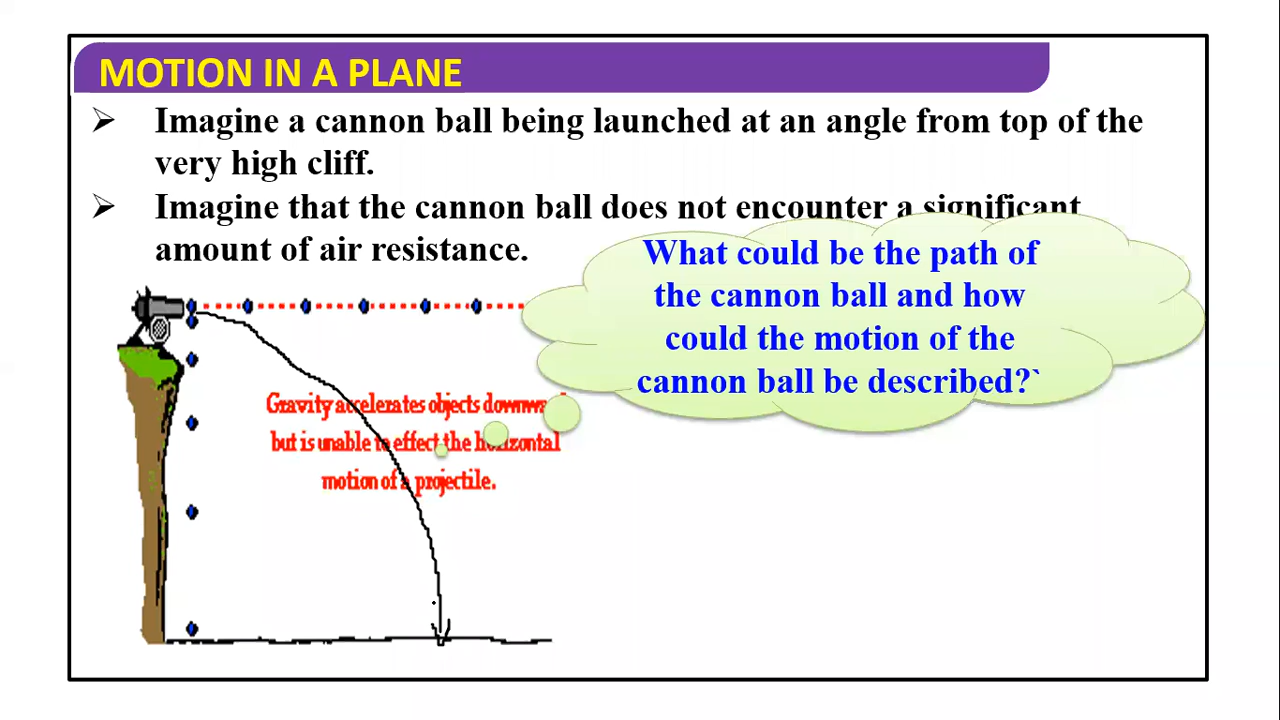 MOTION IN A PLANE
➢ Imagine a cannon ball being launched at an angle from top of the
very high cliff.
➢ Imagine that the cannon ball does not encounter a significant
amount of air resistance.
What could be the path of
the cannon ball and how
could the motion of the
cannon ball be described?`
Gravity accelerates objects downward
but is unable to effect the horizontal
motion of a projectile.